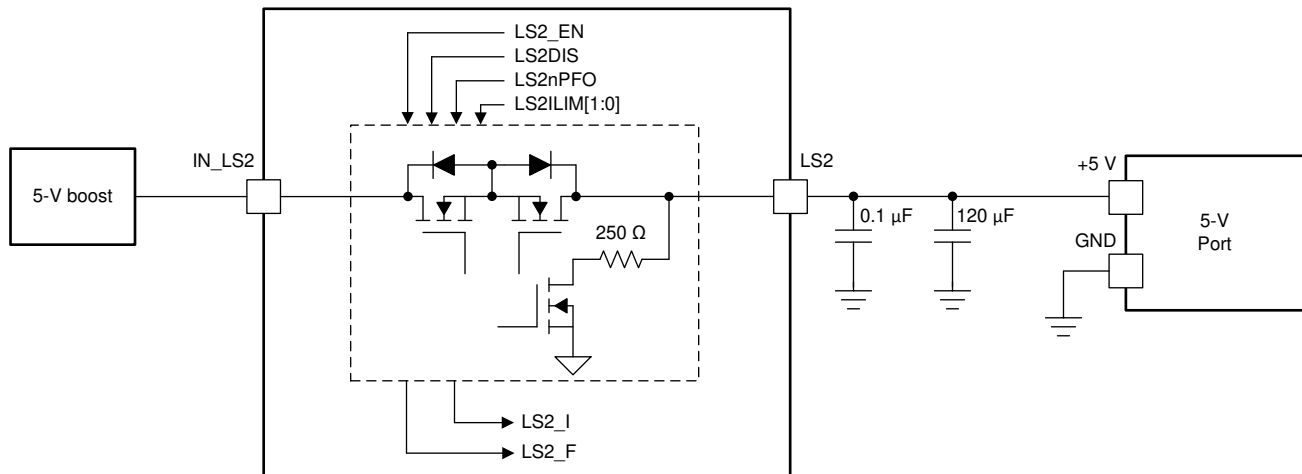 LS2_EN
LS2DIS
LS2nPFO
LS2ILIM[1:0]
5-V boost
IN_LS2
LS2
250 Ω
0.1 µF
120 µF
+5 V
GND
5-V
Port
LS2_I
LS2_F